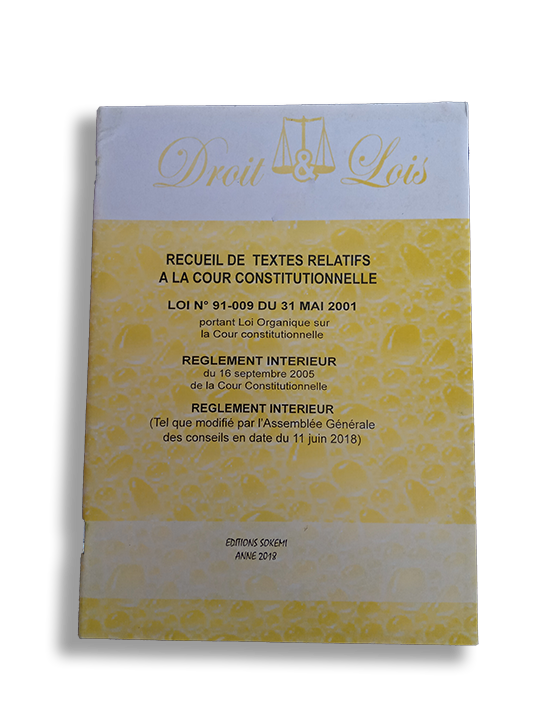 Droit & Lois
RECUEIL DE TEXTES RELATIFS
A LA COUR CONSTITUTIONNELLE
LOI N° 91-009 DU 31 MAI 2001
portant Loi Organique sur
la Cour constitutionnelle
REGLEMENT INTERIEUR
du 16 septembre 2005
de la Cour Constitutionnelle
REGLEMENT INTERIEUR
(Tel que modifié par l'Assemblée Générale
des conseils en date du 11 juin 2018)
EDITIONS SOKEMI
ANNE 2018